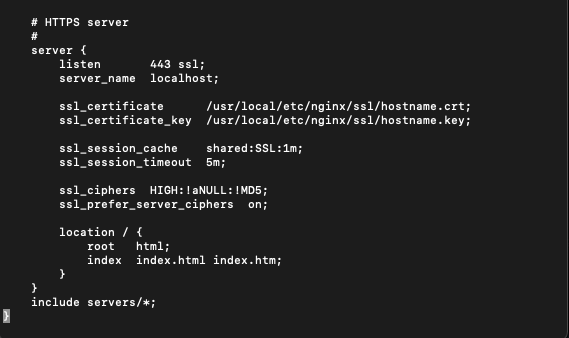 # HTTPS server
#
server {
listen 443 ssl;
server_name localhost;
ssl_certificate /usr/local/etc/nginx/ssl/hostname.crt;
ssl_certificate_key /usr/local/etc/nginx/ssl/hostname.key;
ssl_session_cache shared:SSL:1m;
ssl_session_timeout 5m;
ssl_ciphers HIGH:!aNULL:!MD5;
ssl_prefer_server_ciphers on;
location / {
root html;
index index.html index.htm;
}
}
include servers/*;
}